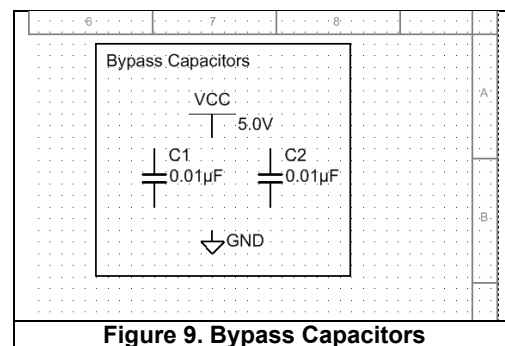 6 7 8
Bypass Capacitors
A
VCC
5.0V
C1 C2
0.01µF 0.01µF
B
GND
Figure 9. Bypass Capacitors